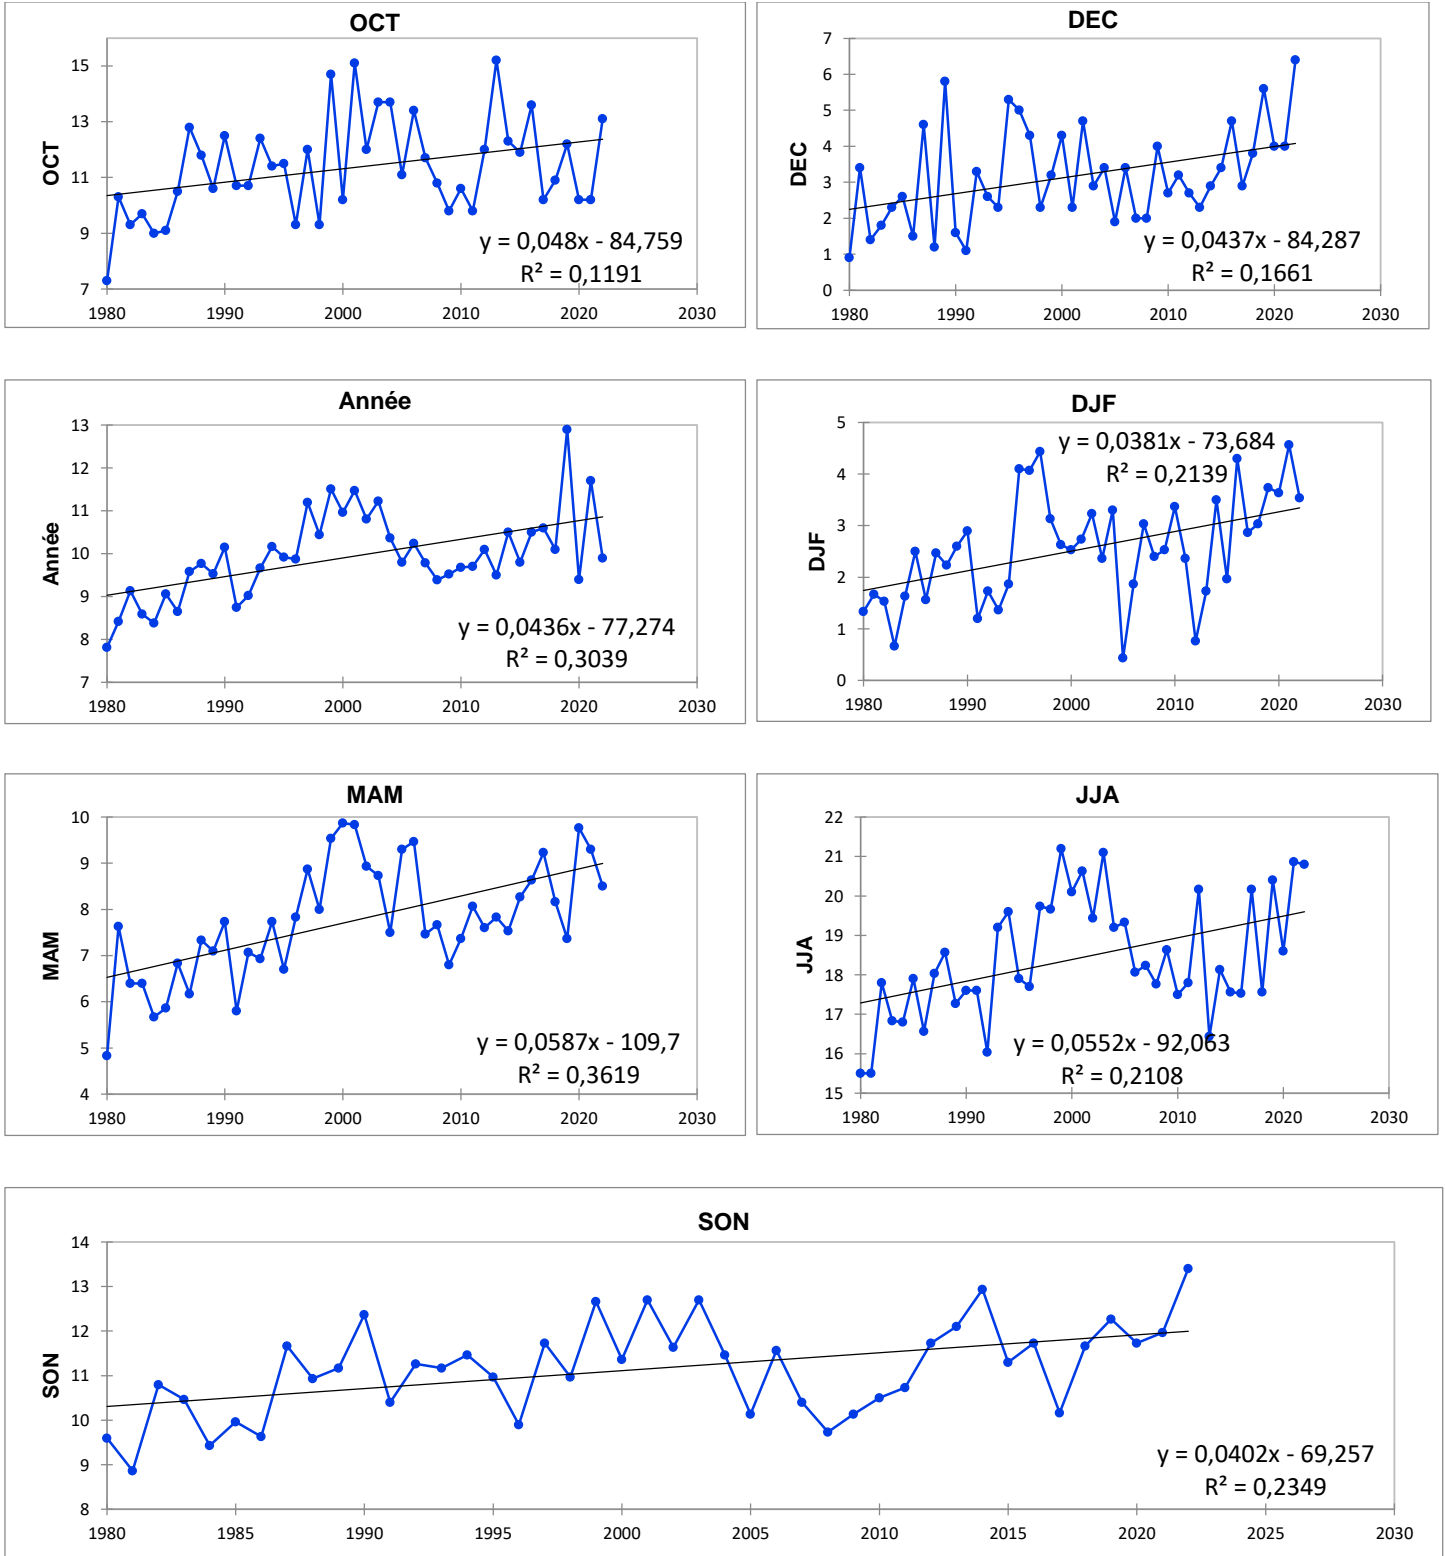 OCT
OCT
15
13
11
9
7
1980 1990 2000 2010 2020 2030
y = 0,048x - 84,759
R² = 0,1191
DEC
DEC
7
6
5
4
3
2
1
0
1980 1990 2000 2010 2020 2030
y = 0,0437x - 84,287
R² = 0,1661
Année
Année
13
12
11
10
9
8
7
1980 1990 2000 2010 2020 2030
y = 0,0436x - 77,274
R² = 0,3039
DJF
DJF
5
4
3
2
1
0
1980 1990 2000 2010 2020 2030
y = 0,0381x - 73,684
R² = 0,2139
MAM
MAM
10
9
8
7
6
5
4
1980 1990 2000 2010 2020 2030
y = 0,0587x - 109,7
R² = 0,3619
JJA
JJA
22
21
20
19
18
17
16
15
1980 1990 2000 2010 2020 2030
y = 0,0552x - 92,063
R² = 0,2108
SON
SON
14
13
12
11
10
9
8
1980 1985 1990 1995 2000 2005 2010 2015 2020 2025 2030
y = 0,0402x - 69,257
R² = 0,2349